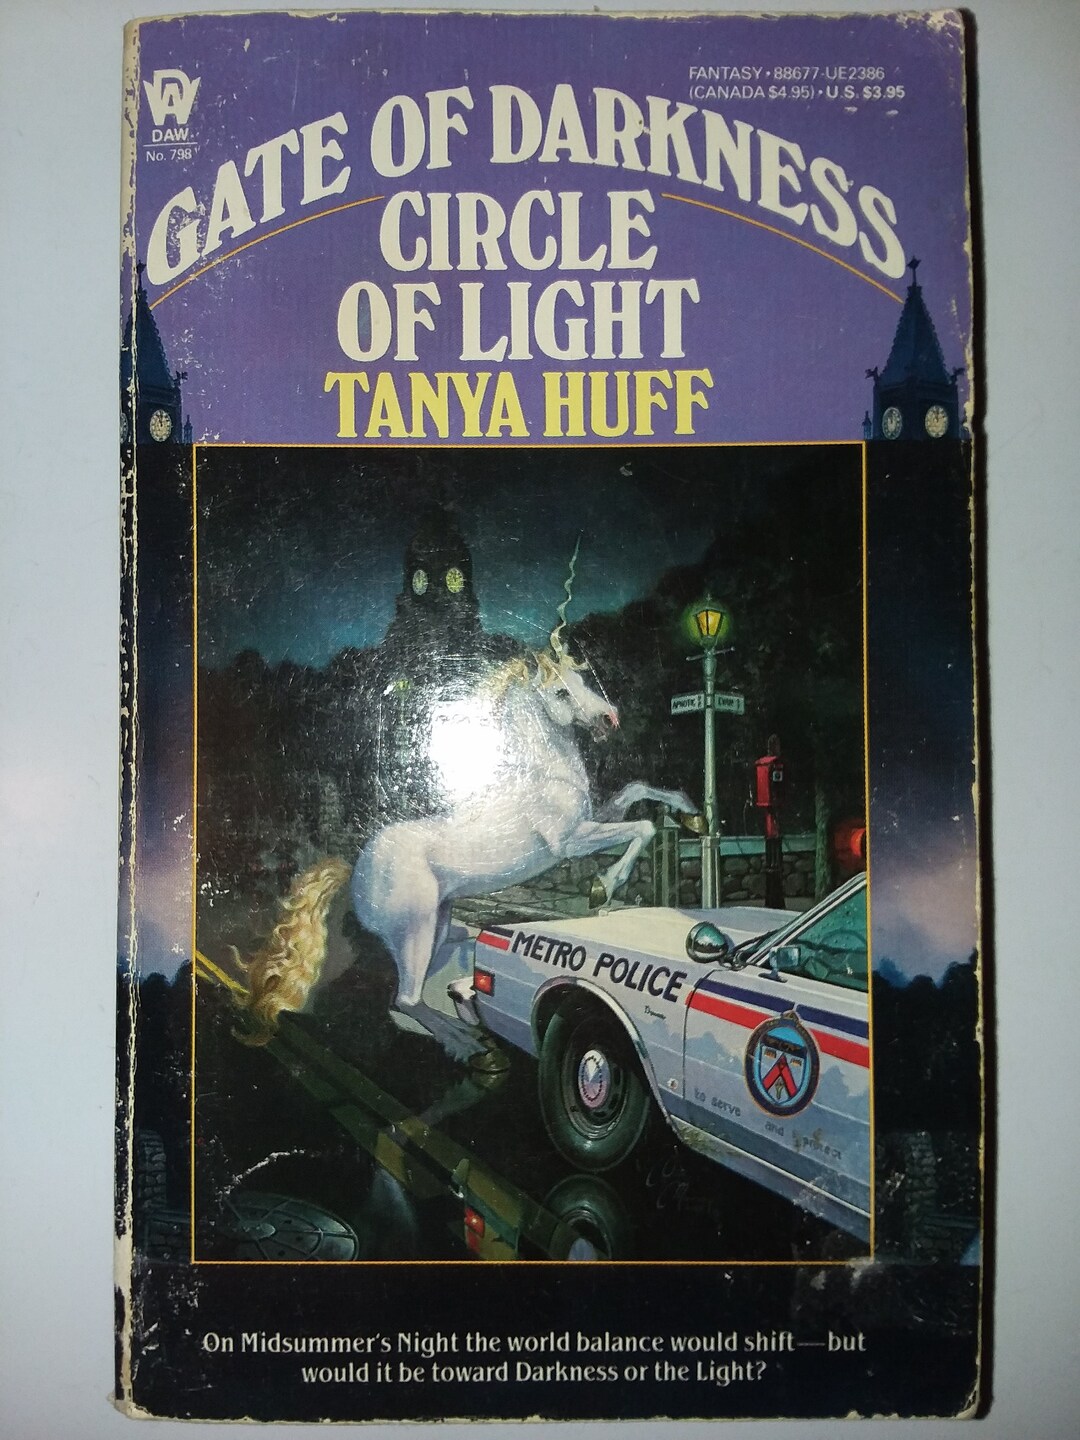 DAW
No. 798
FANTASY • 88677-UE2386
(CANADA $4.95) • U.S. $3.95
GATE OF DARKNESS
CIRCLE
OF LIGHT
TANYA HUFF
METRO POLICE
to serve
and protect
On Midsummer's Night the world balance would shift—but
would it be toward Darkness or the Light?